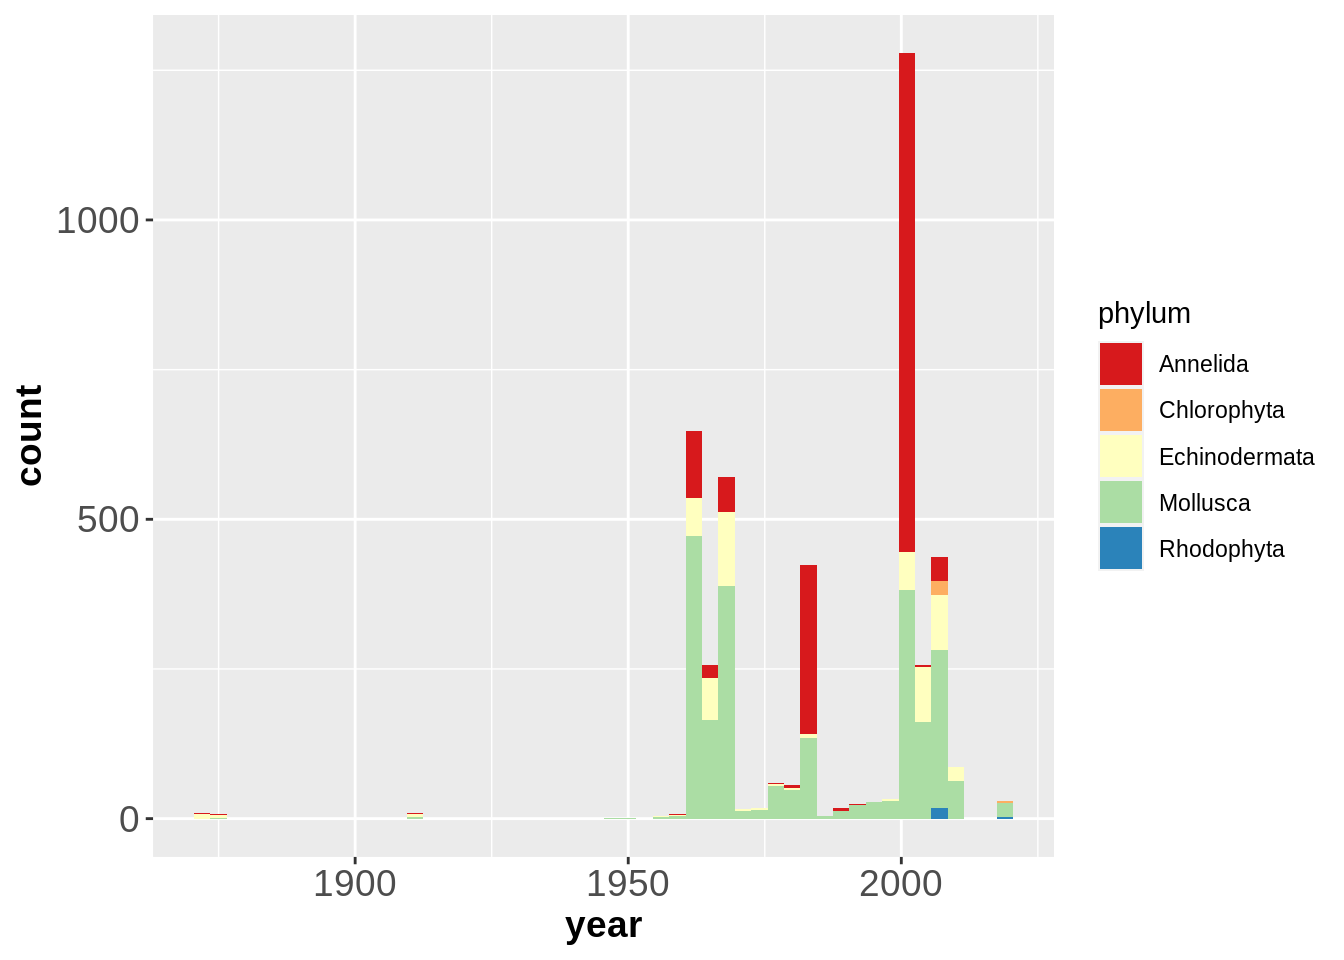 1000
500
0
count
1900
1950
2000
year
phylum
Annelida
Chlorophyta
Echinodermata
Mollusca
Rhodophyta